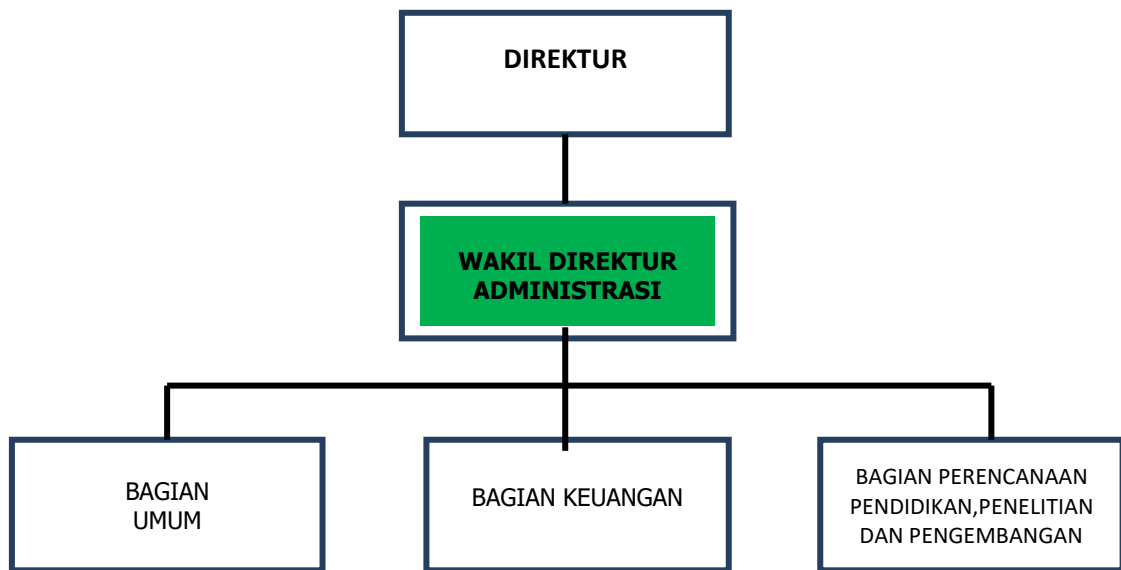 DIREKTUR
WAKIL DIREKTUR
ADMINISTRASI
BAGIAN
UMUM
BAGIAN KEUANGAN
BAGIAN PERENCANAAN
PENDIDIKAN,PENELITIAN
DAN PENGEMBANGAN